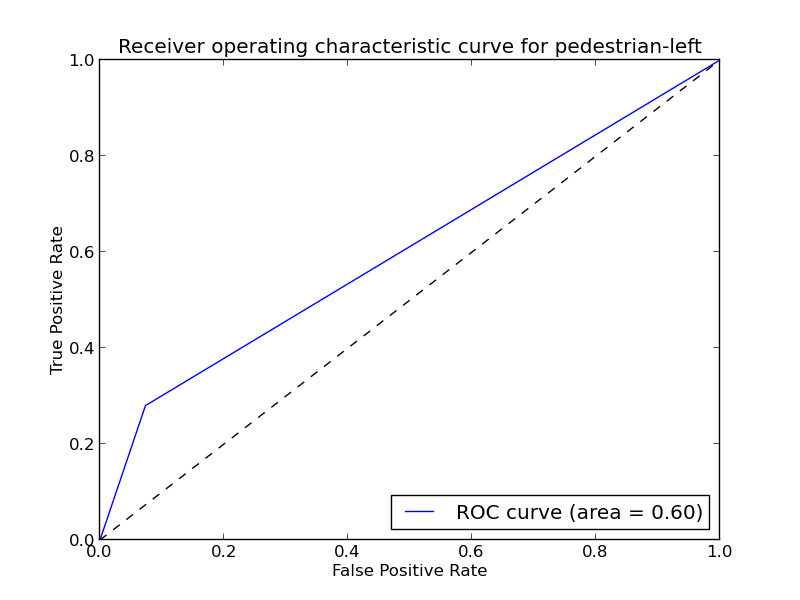 Receiver operating characteristic curve for pedestrian-left
1.0
0.8
0.6
0.4
0.2
0.0
True Positive Rate
0.0 0.2 0.4 0.6 0.8 1.0
False Positive Rate
ROC curve (area = 0.60)